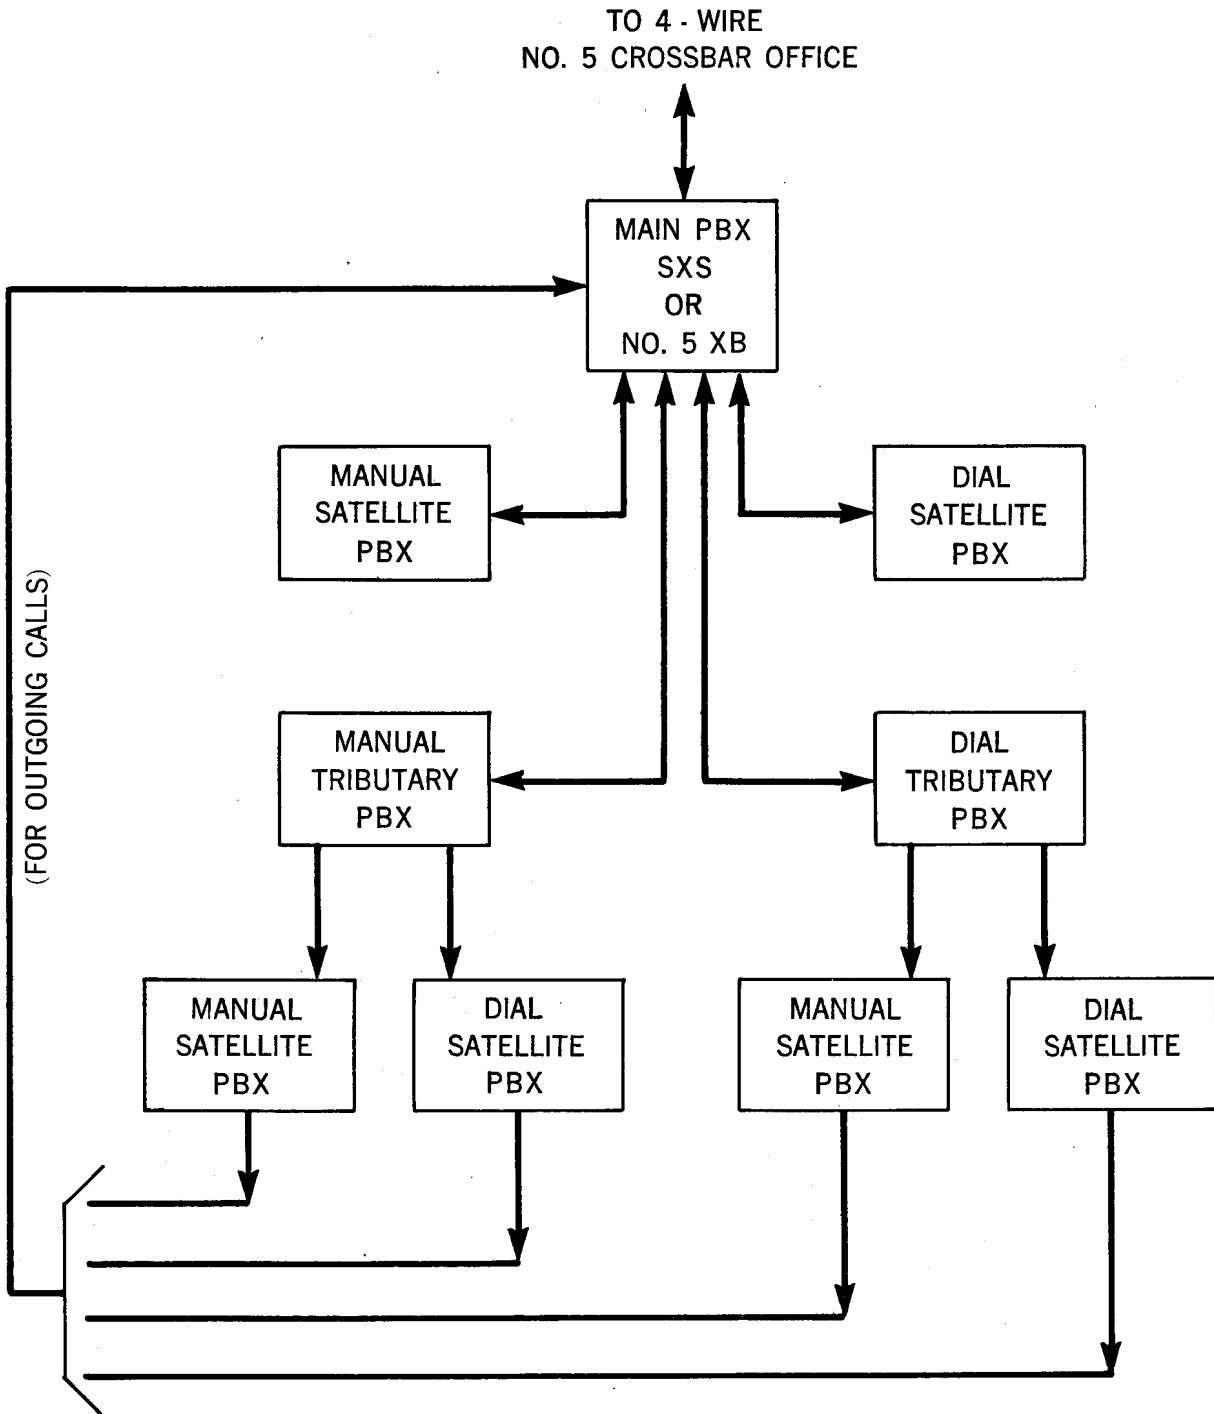 TO 4 - WIRE
NO. 5 CROSSBAR OFFICE
MAIN PBX
SXS
OR
NO. 5 XB
MANUAL
SATELLITE
PBX
DIAL
SATELLITE
PBX
(FOR OUTGOING CALLS)
MANUAL
TRIBUTARY
PBX
DIAL
TRIBUTARY
PBX
MANUAL
SATELLITE
PBX
DIAL
SATELLITE
PBX
MANUAL
SATELLITE
PBX
DIAL
SATELLITE
PBX